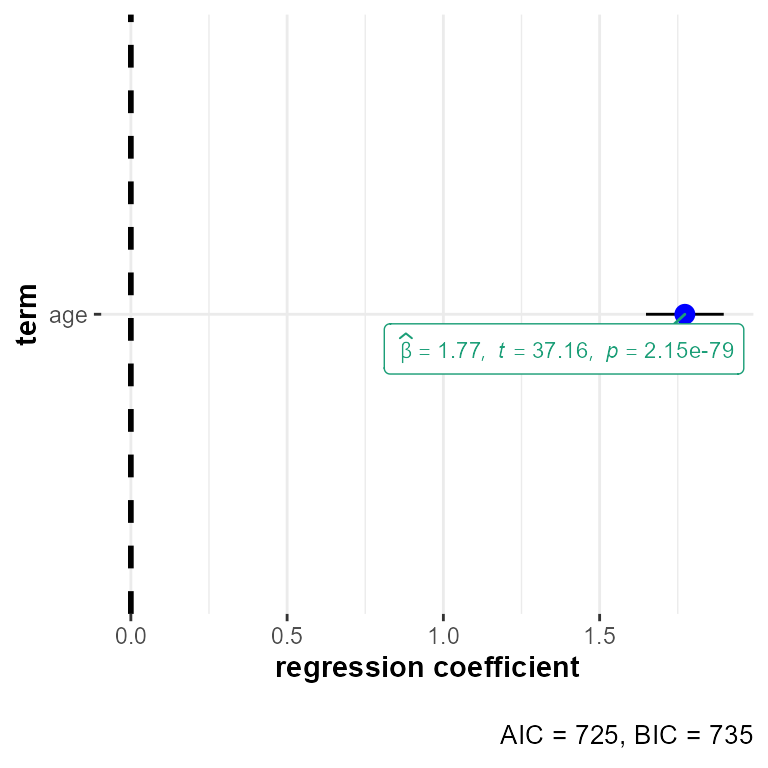 term
age
β̂ = 1.77, t = 37.16, p = 2.15e-79
0.0 0.5 1.0 1.5
regression coefficient
AIC = 725, BIC = 735